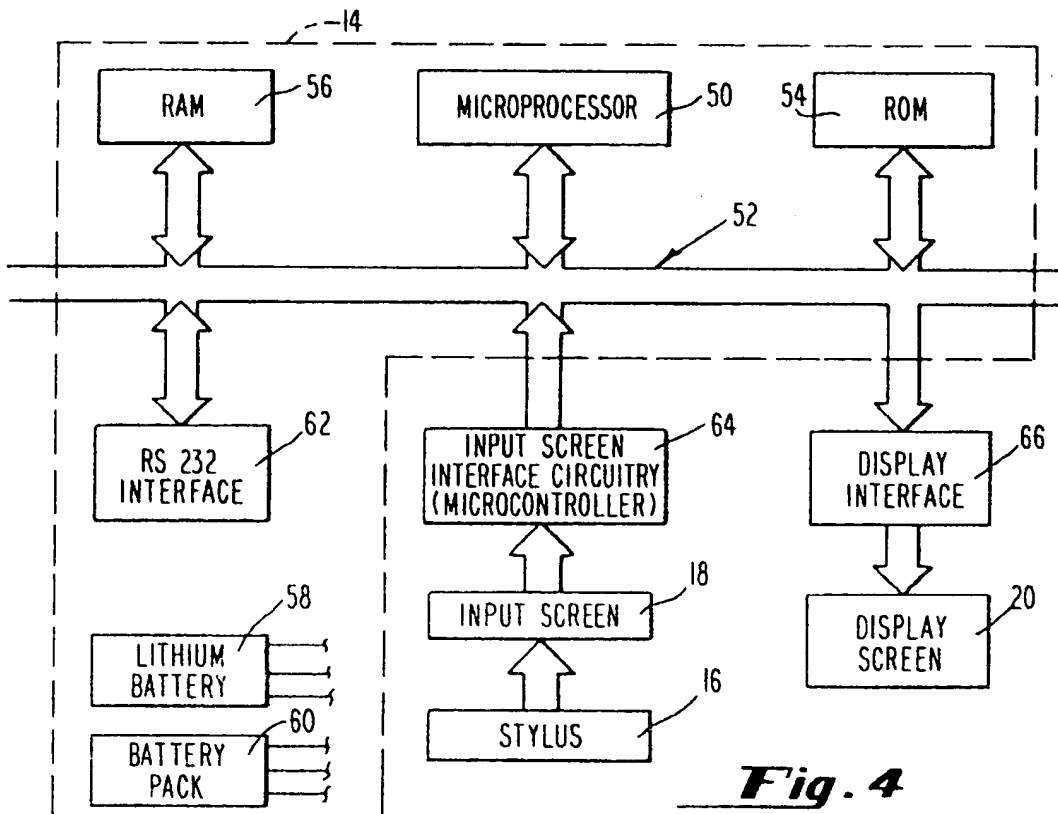 14
RAM
56
MICROPROCESSOR
50
54
ROM
52
RS 232
INTERFACE
62
INPUT SCREEN
INTERFACE CIRCUITRY
(MICROCONTROLLER)
64
DISPLAY
INTERFACE
66
INPUT SCREEN
18
DISPLAY
SCREEN
20
LITHIUM
BATTERY
58
STYLUS
16
BATTERY
PACK
60
Fig. 4